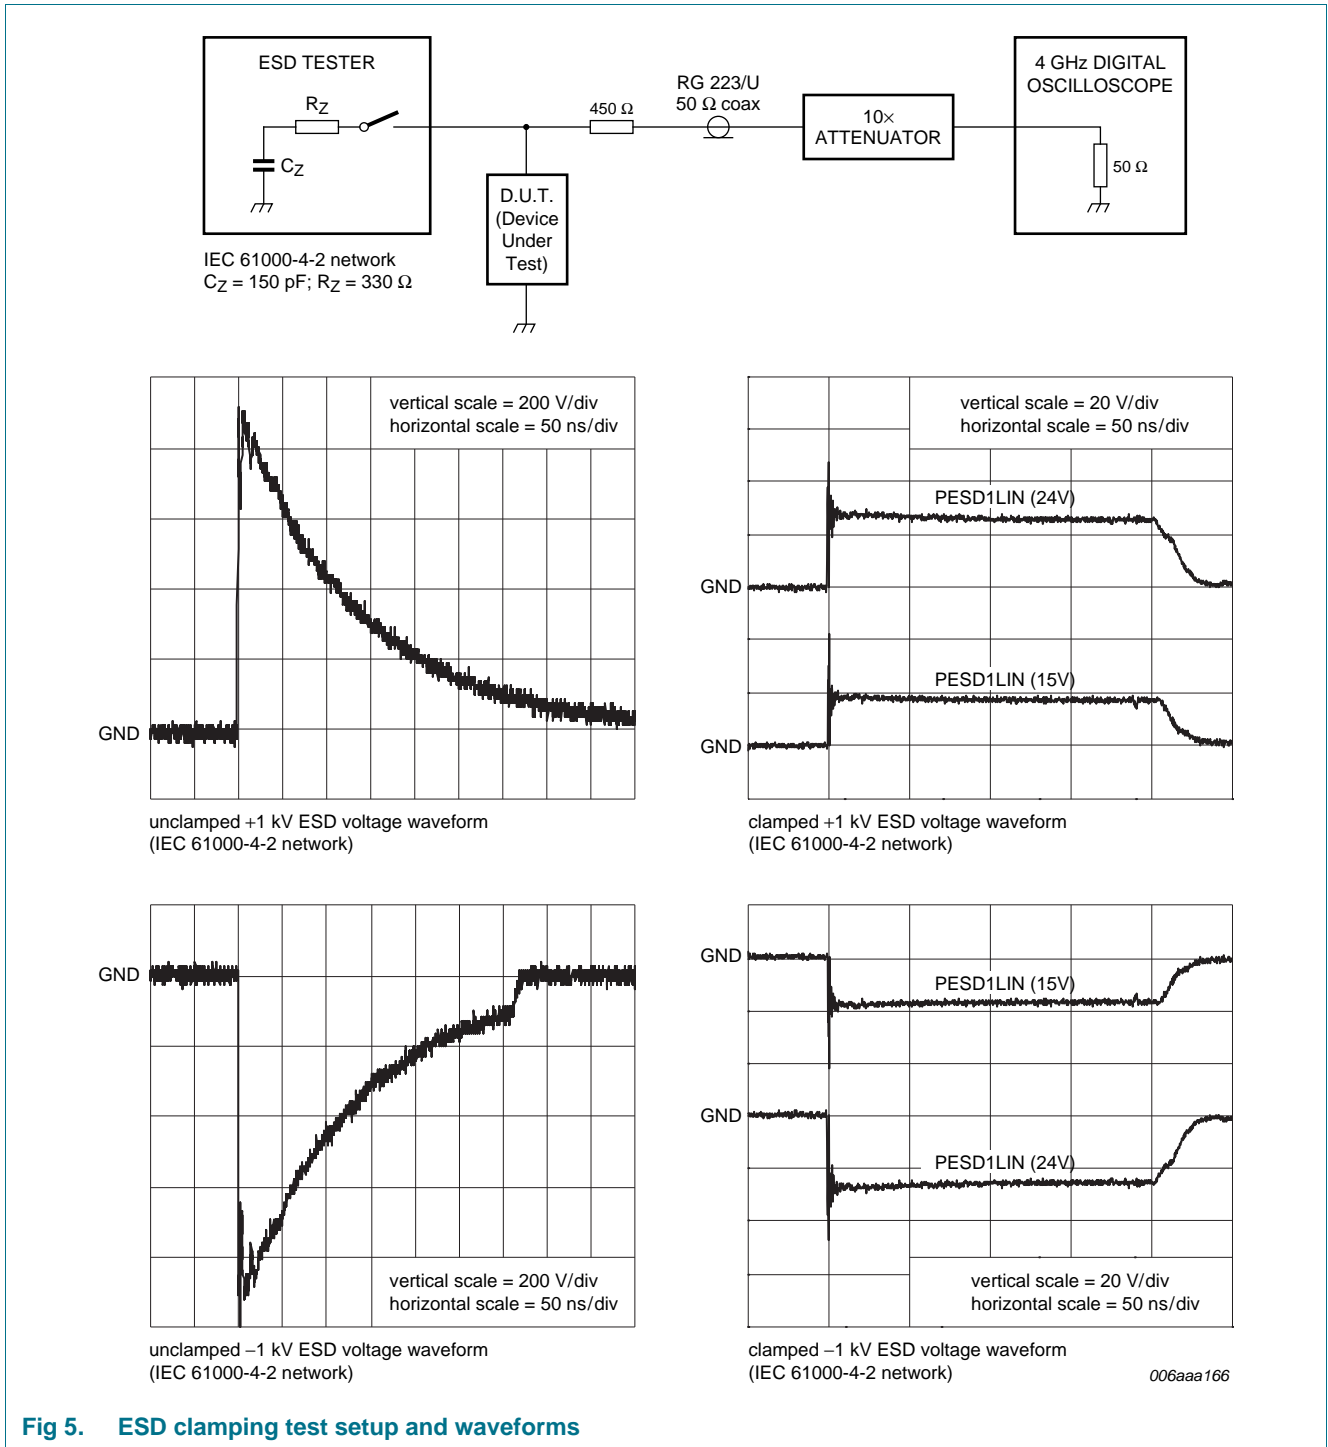 ESD TESTER
RZ
CZ
IEC 61000-4-2 network
CZ = 150 pF; RZ = 330 Ω
D.U.T.
(Device
Under
Test)
450 Ω
RG 223/U
50 Ω coax
10×
ATTENUATOR
4 GHz DIGITAL
OSCILLOSCOPE
50 Ω
vertical scale = 200 V/div
horizontal scale = 50 ns/div
GND
unclamped +1 kV ESD voltage waveform
(IEC 61000-4-2 network)
vertical scale = 20 V/div
horizontal scale = 50 ns/div
PESD1LIN (24V)
GND
PESD1LIN (15V)
GND
clamped +1 kV ESD voltage waveform
(IEC 61000-4-2 network)
GND
vertical scale = 200 V/div
horizontal scale = 50 ns/div
unclamped −1 kV ESD voltage waveform
(IEC 61000-4-2 network)
GND
PESD1LIN (15V)
GND
PESD1LIN (24V)
vertical scale = 20 V/div
horizontal scale = 50 ns/div
clamped −1 kV ESD voltage waveform
(IEC 61000-4-2 network)
006aaa166
Fig 5. ESD clamping test setup and waveforms